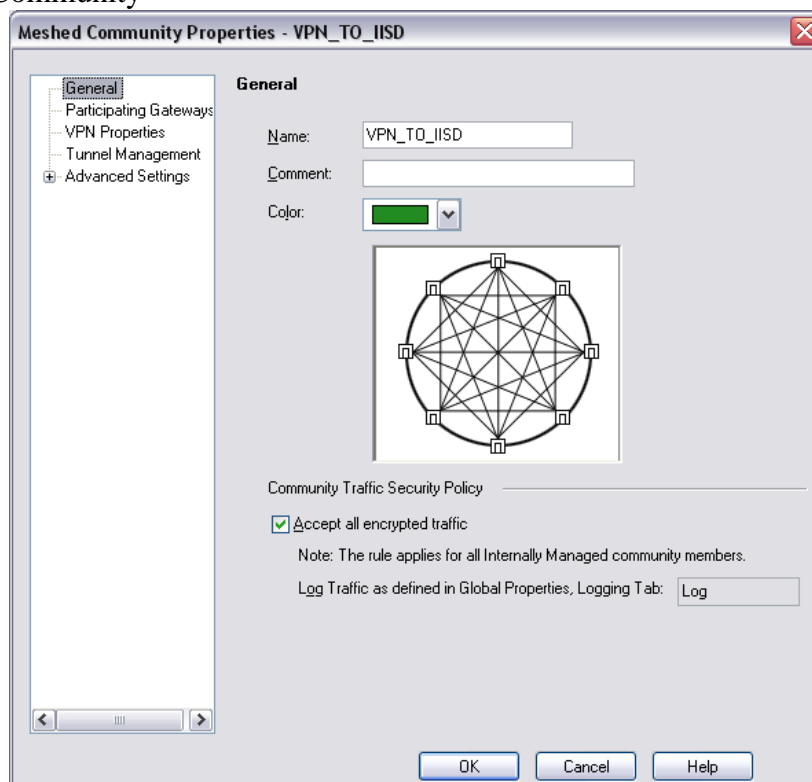 Community
Meshed Community Properties - VPN_TO_IISD
General
Participating Gateways
VPN Properties
Tunnel Management
Advanced Settings
General
Name: VPN_TO_IISD
Comment:
Color:
Community Traffic Security Policy
Accept all encrypted traffic
Note: The rule applies for all Internally Managed community members.
Log Traffic as defined in Global Properties, Logging Tab: Log
OK Cancel Help